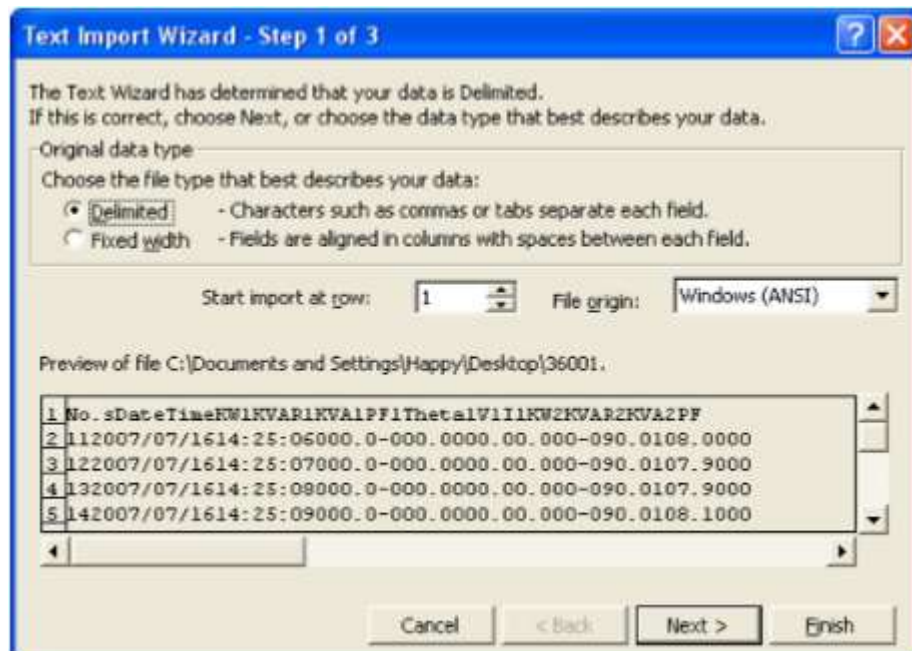 Text Import Wizard - Step 1 of 3
The Text Wizard has determined that your data is Delimited.
If this is correct, choose Next, or choose the data type that best describes your data.
Original data type
Choose the file type that best describes your data:
Delimited - Characters such as commas or tabs separate each field.
Fixed width - Fields are aligned in columns with spaces between each field.
Start import at row: 1 File origin: Windows (ANSI)
Preview of file C:\Documents and Settings\Happy\Desktop\36001.
1 No.sDateTimeKW1KVAR1KVA1PF1Theta1V1I1KW2KVAR2KVA2PF
2 112007/07/1614:25:06000.0-000.0000.00.000-090.0108.0000
3 122007/07/1614:25:07000.0-000.0000.00.000-090.0107.9000
4 132007/07/1614:25:08000.0-000.0000.00.000-090.0107.9000
5 142007/07/1614:25:09000.0-000.0000.00.000-090.0108.1000
Cancel < Back Next > Finish